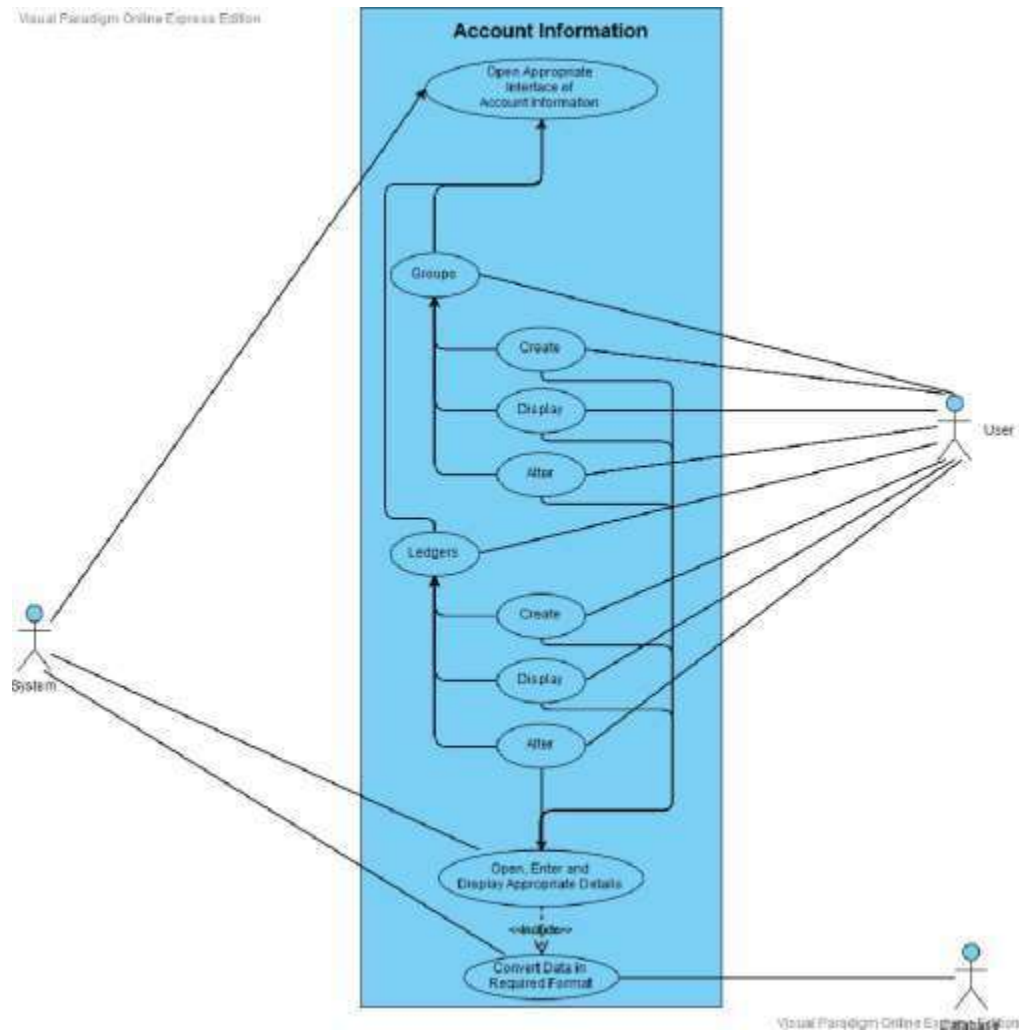 Visual Paradigm Online Express Edition
Account Information
Open Appropriate
Interface of
Account Information
Groups
Create
Display
User
Alter
Ledgers
Create
System
Display
Alter
Open, Enter and
Display Appropriate Details
Convert Data in
Required Format
Visual Paradigm Online Express Edition